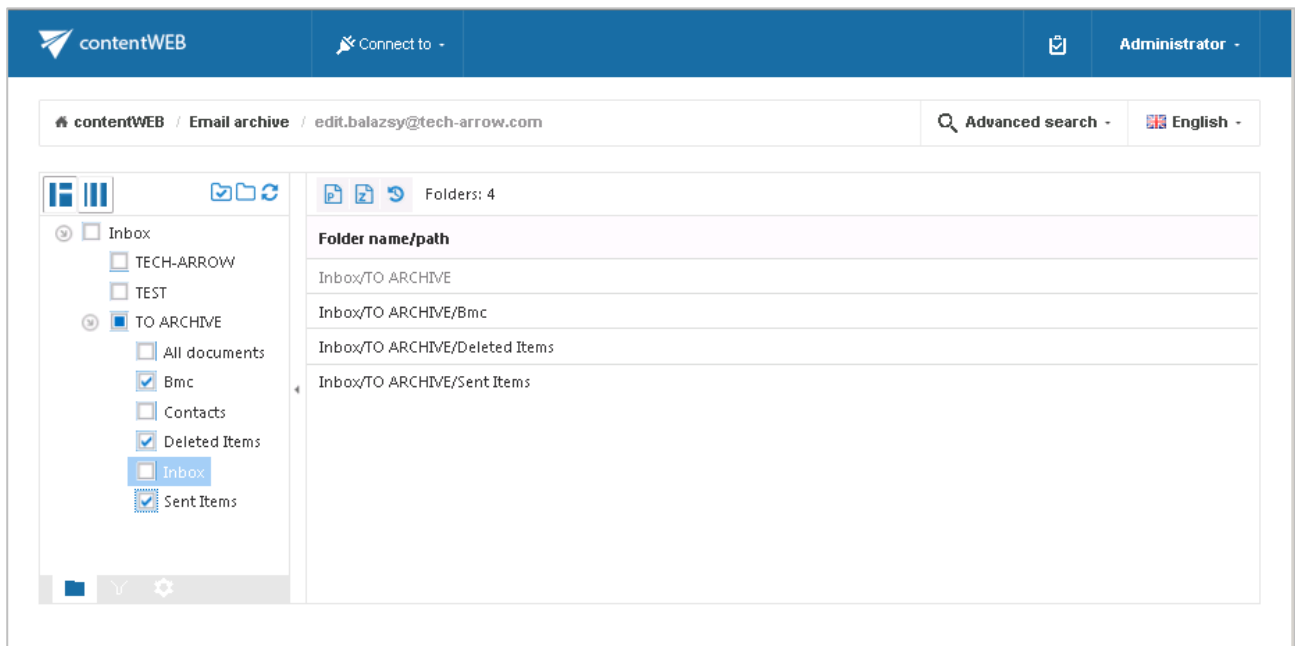 contentWEB Connect to Administrator
contentWEB / Email archive / edit.balazsy@tech-arrow.com Advanced search English
P Z Folders: 4
Inbox
TECH-ARROW
TEST
TO ARCHIVE
All documents
Bmc
Contacts
Deleted Items
Inbox
Sent Items
Folder name/path
Inbox/TO ARCHIVE
Inbox/TO ARCHIVE/Bmc
Inbox/TO ARCHIVE/Deleted Items
Inbox/TO ARCHIVE/Sent Items